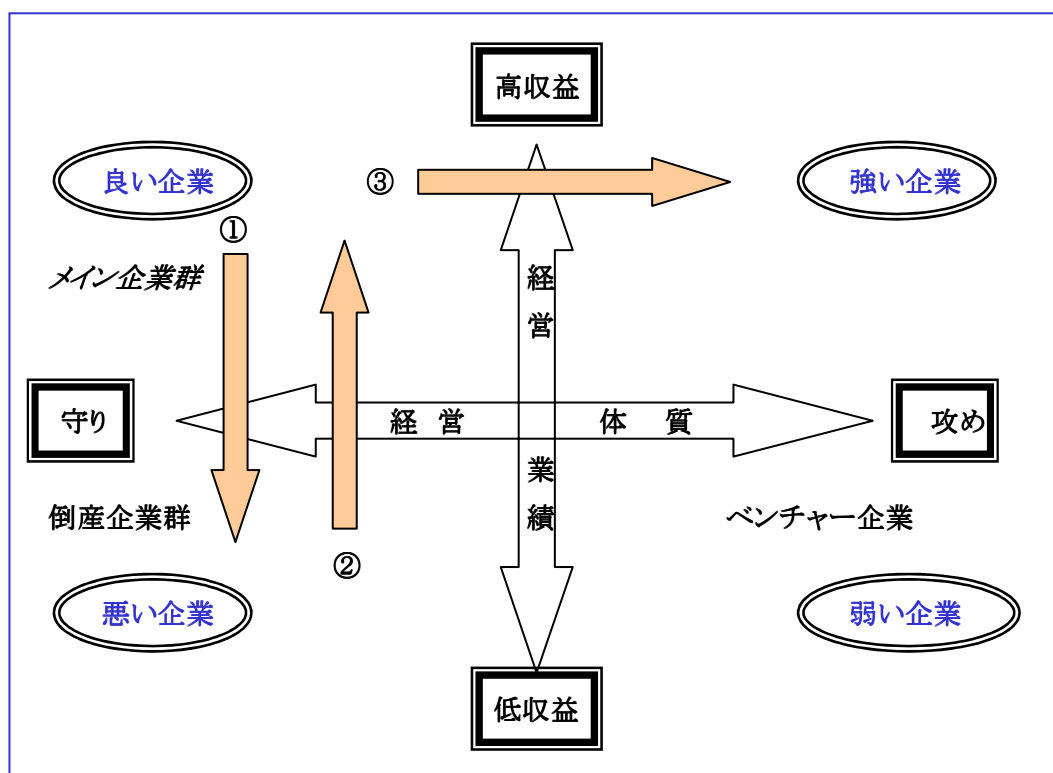 高収益
良い企業
③
強い企業
①
メイン企業群
②
経営
業績
守り
経営 体質
攻め
倒産企業群
ベンチャー企業
悪い企業
弱い企業
低収益